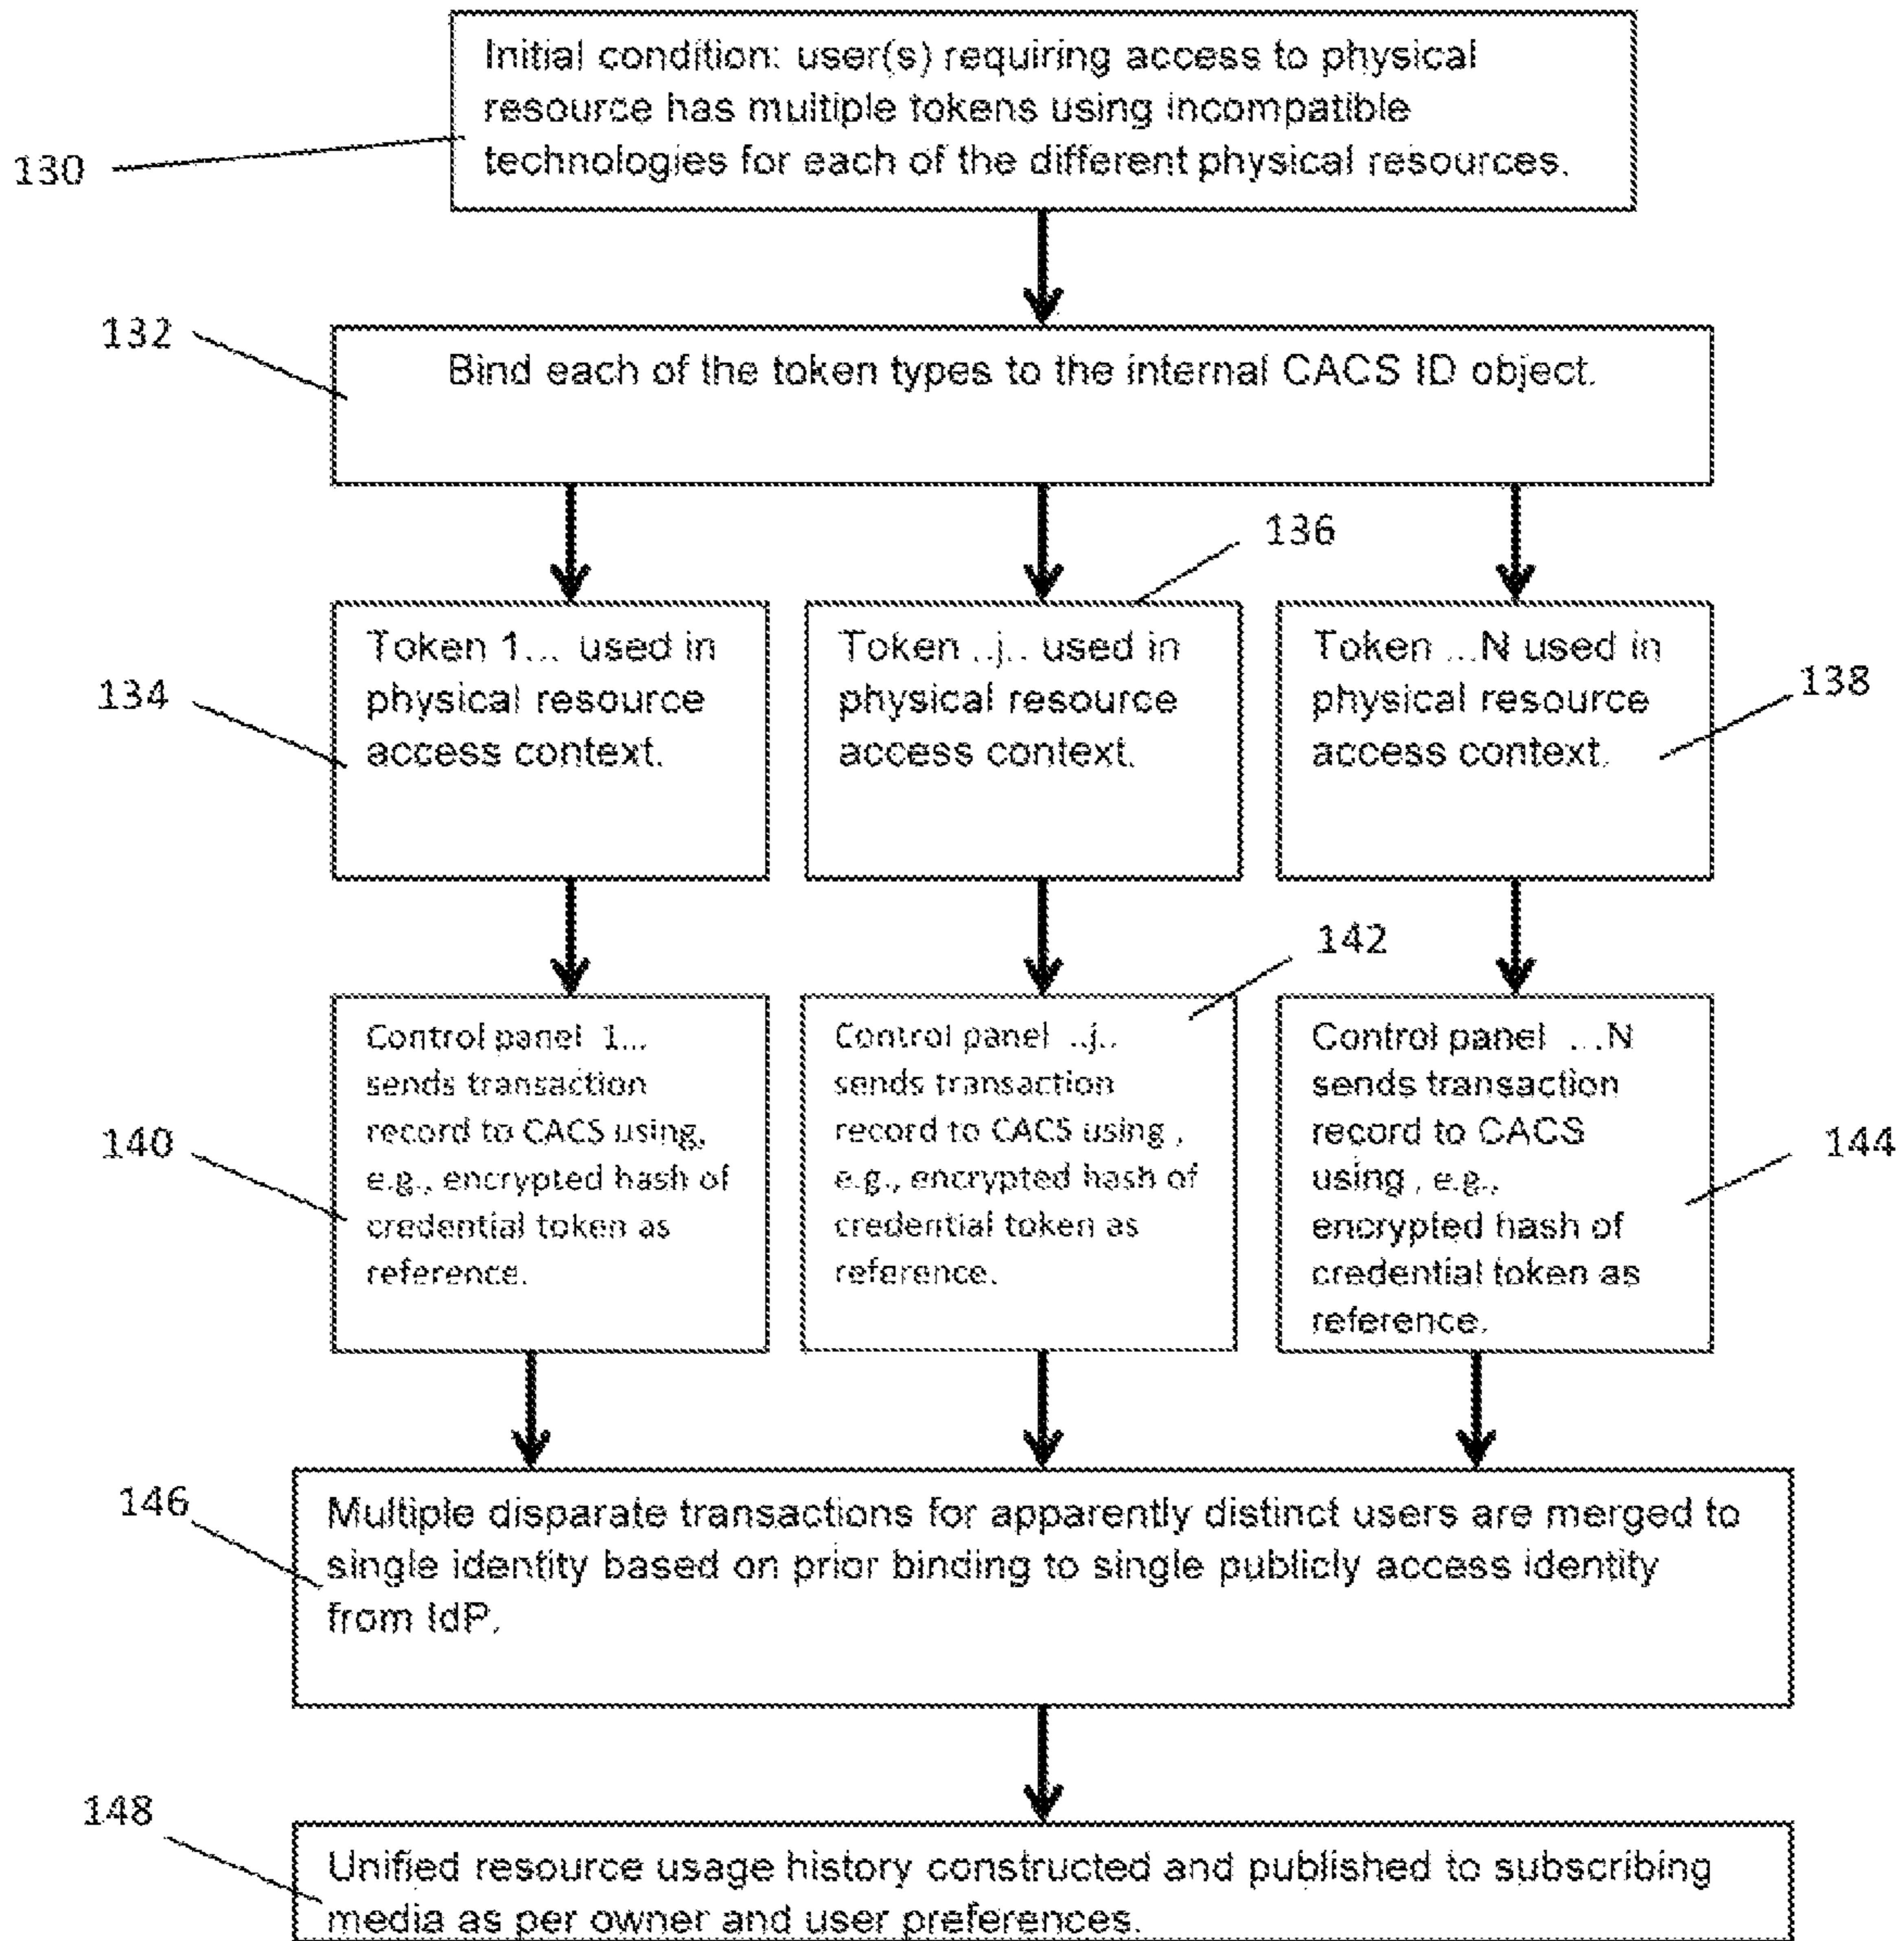 Initial condition: user(s) requiring access to physical
resource has multiple tokens using incompatible
technologies for each of the different physical resources.
130
132
Bind each of the token types to the internal CACS ID object.
136
Token 1... used in
physical resource
access context.
Token ..j.. used in
physical resource
access context.
Token ...N used in
physical resource
access context.
134
138
142
Control panel 1...
sends transaction
record to CACS using,
e.g., encrypted hash of
credential token as
reference.
Control panel ..j..
sends transaction
record to CACS using ,
e.g., encrypted hash of
credential token as
reference.
Control panel ...N
sends transaction
record to CACS
using , e.g.,
encrypted hash of
credential token as
reference.
140
144
146
Multiple disparate transactions for apparently distinct users are merged to
single identity based on prior binding to single publicly access identity
from IdP.
148
Unified resource usage history constructed and published to subscribing
media as per owner and user preferences.